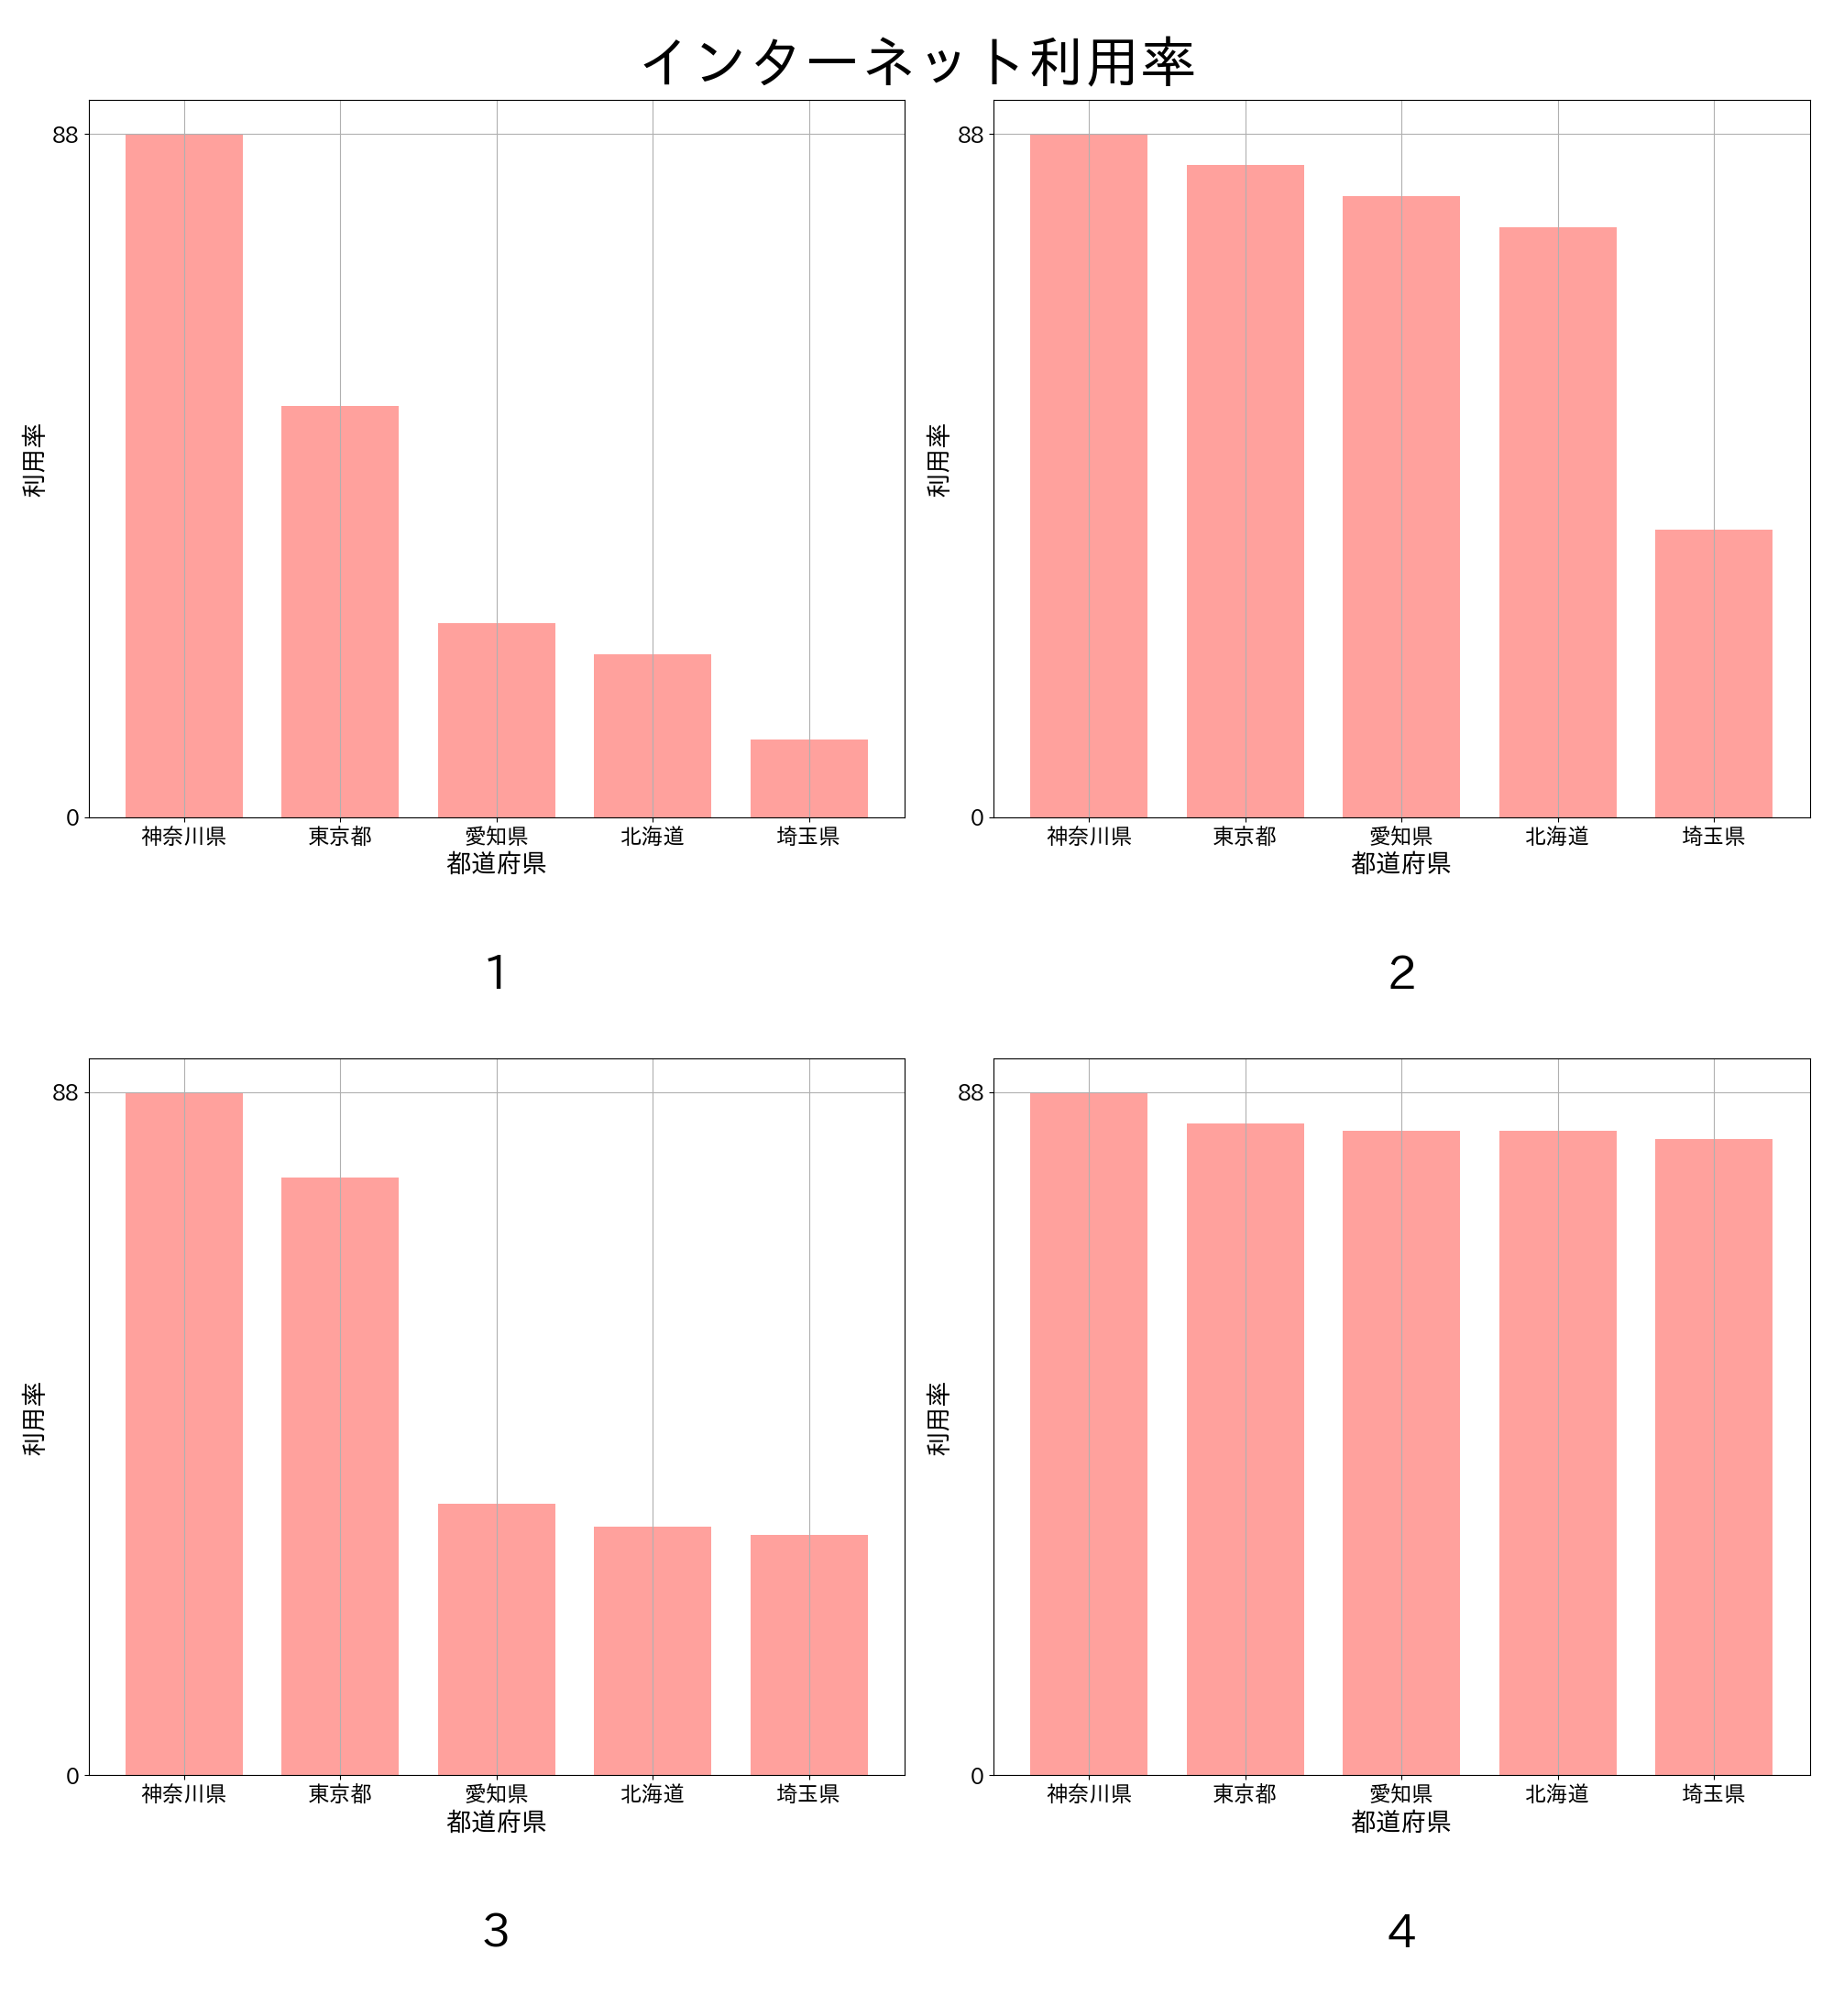 インターネット利用率
88
0
利用率
神奈川県 東京都 愛知県 北海道 埼玉県
都道府県
1
88
0
利用率
神奈川県 東京都 愛知県 北海道 埼玉県
都道府県
2
88
0
利用率
神奈川県 東京都 愛知県 北海道 埼玉県
都道府県
3
88
0
利用率
神奈川県 東京都 愛知県 北海道 埼玉県
都道府県
4